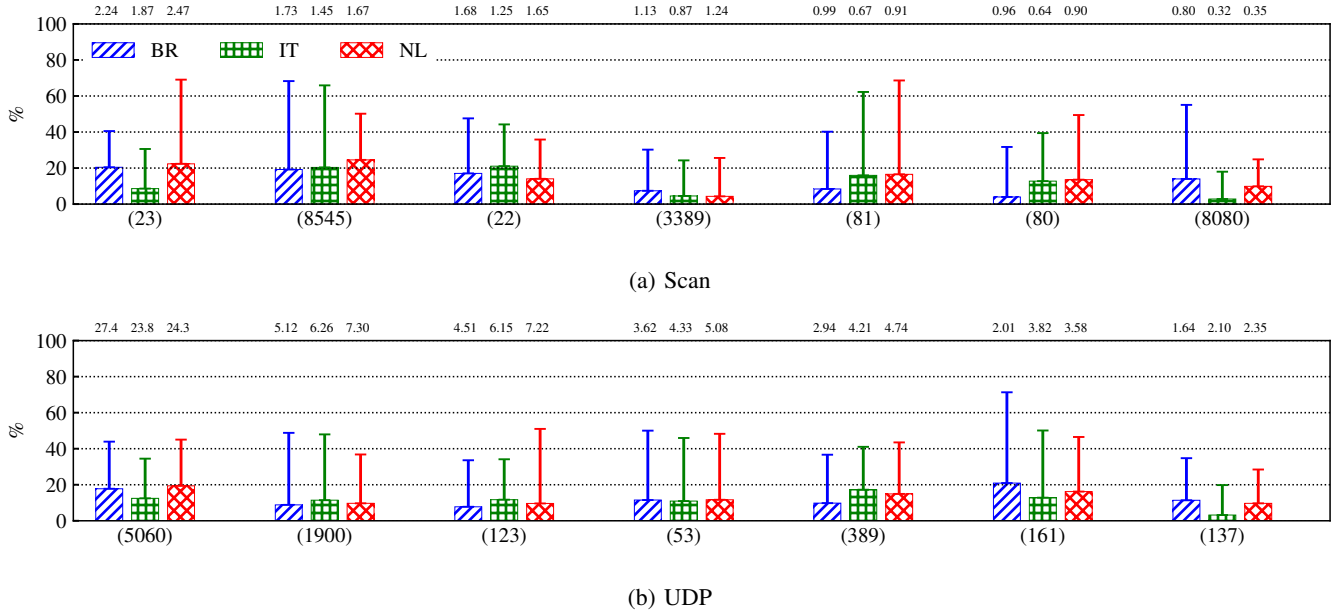 2.24 1.87 2.47 1.73 1.45 1.67 1.68 1.25 1.65 1.13 0.87 1.24 0.99 0.67 0.91 0.96 0.64 0.90 0.80 0.32 0.35
100
80
BR IT NL
60
%
40
20
0
(23) (8545) (22) (3389) (81) (80) (8080)
(a) Scan
27.4 23.8 24.3 5.12 6.26 7.30 4.51 6.15 7.22 3.62 4.33 5.08 2.94 4.21 4.74 2.01 3.82 3.58 1.64 2.10 2.35
100
80
60
%
40
20
0
(5060) (1900) (123) (53) (389) (161) (137)
(b) UDP